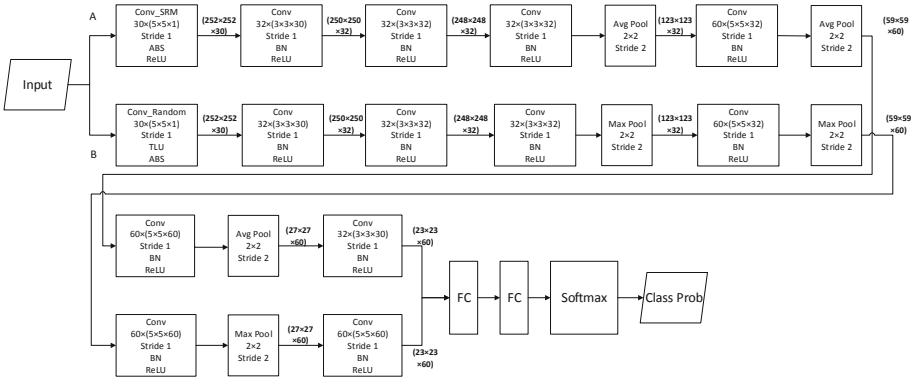 A
Conv_SRM
30×(5×5×1)
Stride 1
ABS
ReLU
(252×252
×30)
Conv
32×(3×3×30)
Stride 1
BN
ReLU
(250×250
×32)
Conv
32×(3×3×32)
Stride 1
BN
ReLU
(248×248
×32)
Conv
32×(3×3×32)
Stride 1
BN
ReLU
Avg Pool
2×2
Stride 2
(123×123
×32)
Conv
60×(5×5×32)
Stride 1
BN
ReLU
Avg Pool
2×2
Stride 2
(59×59
×60)
Input
B
Conv_Random
30×(5×5×1)
Stride 1
TLU
ABS
(252×252
×30)
Conv
32×(3×3×30)
Stride 1
BN
ReLU
(250×250
×32)
Conv
32×(3×3×32)
Stride 1
BN
ReLU
(248×248
×32)
Conv
32×(3×3×32)
Stride 1
BN
ReLU
Max Pool
2×2
Stride 2
(123×123
×32)
Conv
60×(5×5×32)
Stride 1
BN
ReLU
Max Pool
2×2
Stride 2
(59×59
×60)
Conv
60×(5×5×60)
Stride 1
BN
ReLU
Avg Pool
2×2
Stride 2
(27×27
×60)
Conv
32×(3×3×30)
Stride 1
BN
ReLU
(23×23
×60)
Conv
60×(5×5×60)
Stride 1
BN
ReLU
Max Pool
2×2
Stride 2
(27×27
×60)
Conv
60×(5×5×60)
Stride 1
BN
ReLU
(23×23
×60)
FC
FC
Softmax
Class Prob